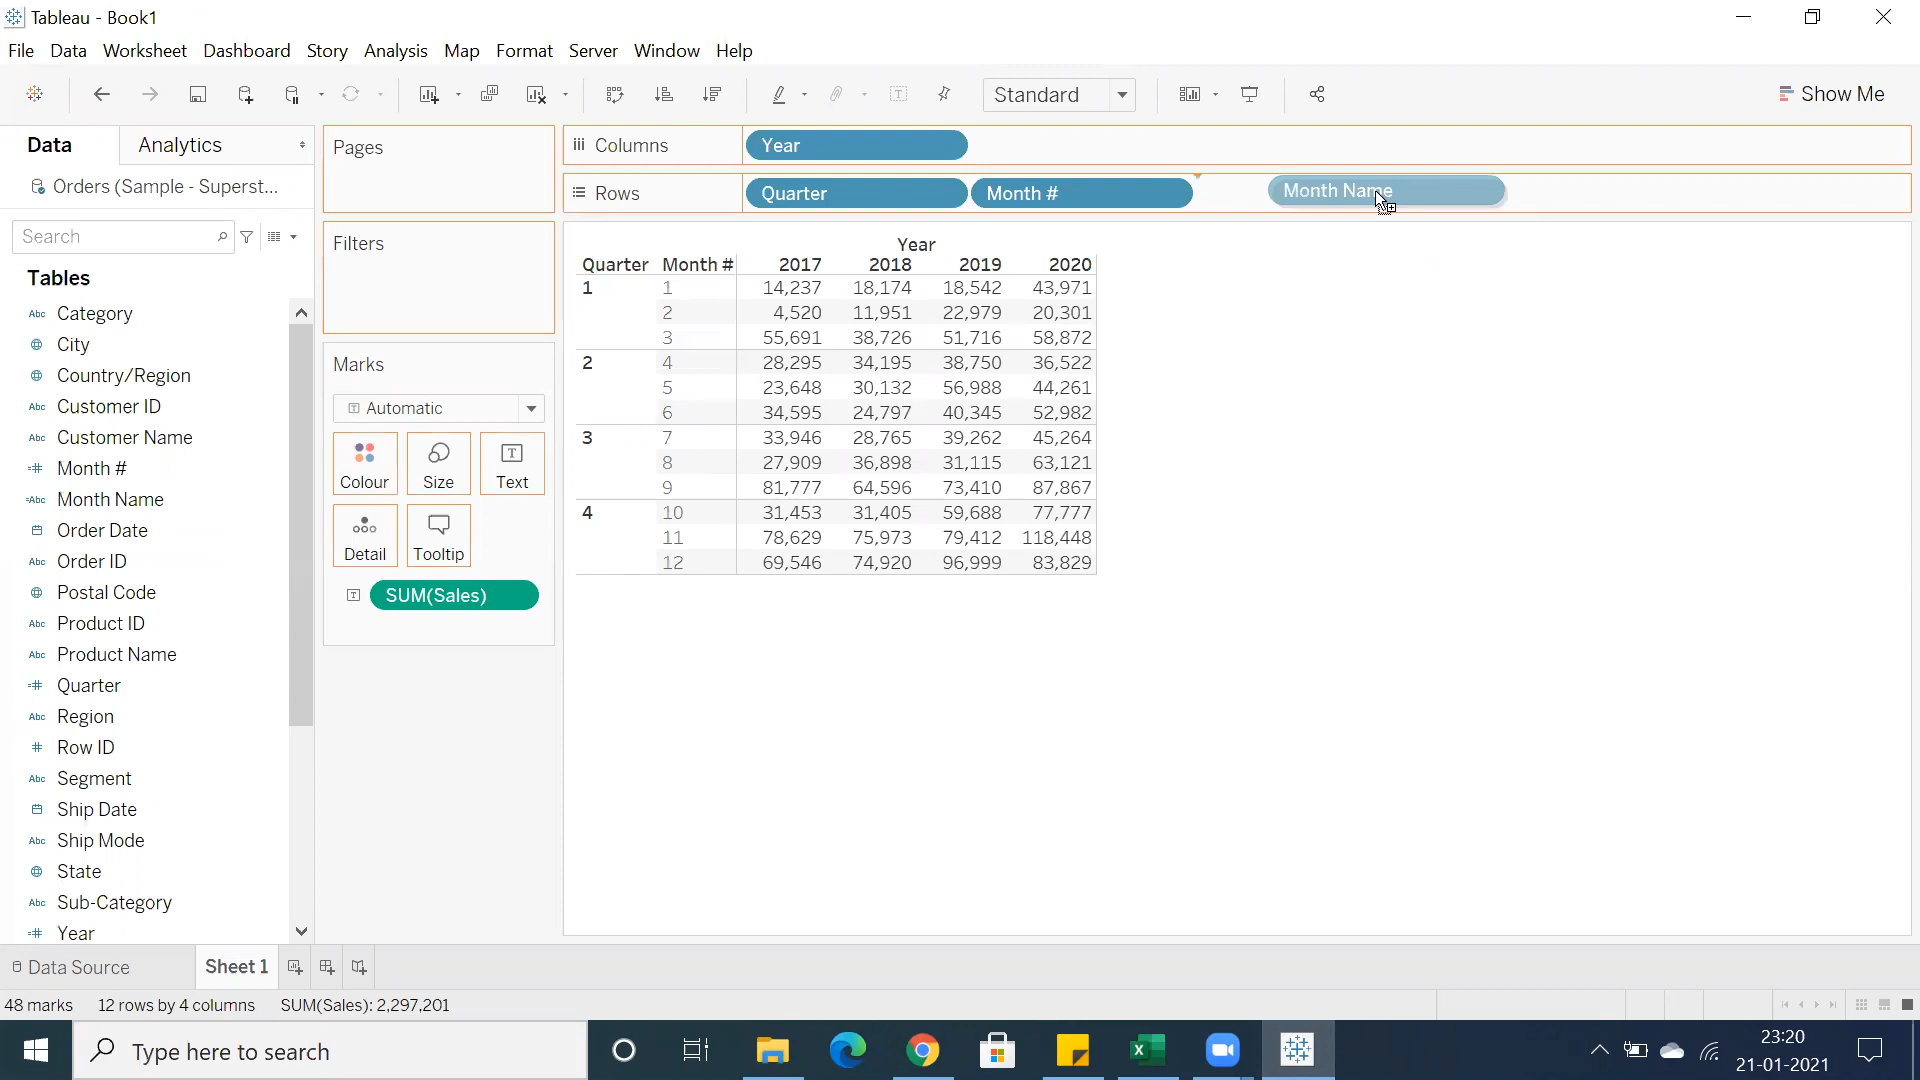 Tableau - Book1
File Data Worksheet Dashboard Story Analysis Map Format Server Window Help
Standard
Show Me
Data
Analytics
Orders (Sample - Superst...
Search
Tables
Abc Category
City
Country/Region
Abc Customer ID
Abc Customer Name
=# Month #
=Abc Month Name
Order Date
Abc Order ID
Postal Code
Abc Product ID
Abc Product Name
=# Quarter
Abc Region
# Row ID
Abc Segment
Ship Date
Abc Ship Mode
State
Abc Sub-Category
=# Year
Pages
Filters
Marks
Automatic
Colour Size Text
Detail Tooltip
SUM(Sales)
Columns Year
Rows Quarter Month # Month Name
Year
Quarter Month # 2017 2018 2019 2020
1 1 14,237 18,174 18,542 43,971
2 4,520 11,951 22,979 20,301
3 55,691 38,726 51,716 58,872
2 4 28,295 34,195 38,750 36,522
5 23,648 30,132 56,988 44,261
6 34,595 24,797 40,345 52,982
3 7 33,946 28,765 39,262 45,264
8 27,909 36,898 31,115 63,121
9 81,777 64,596 73,410 87,867
4 10 31,453 31,405 59,688 77,777
11 78,629 75,973 79,412 118,448
12 69,546 74,920 96,999 83,829
Data Source Sheet 1
48 marks 12 rows by 4 columns SUM(Sales): 2,297,201
Type here to search
23:20
21-01-2021